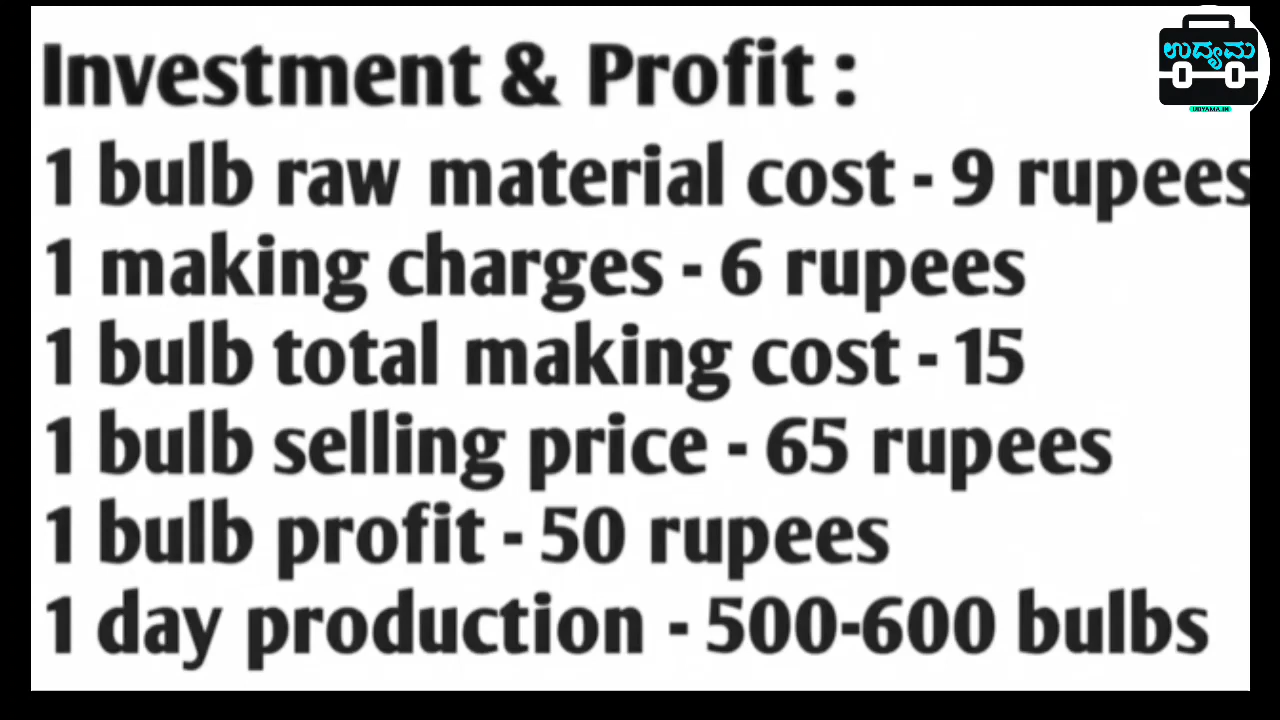 Investment & Profit :
1 bulb raw material cost - 9 rupees
1 making charges - 6 rupees
1 bulb total making cost - 15
1 bulb selling price - 65 rupees
1 bulb profit - 50 rupees
1 day production - 500-600 bulbs
ಉದ್ಯಮ
UDYAMA.IN